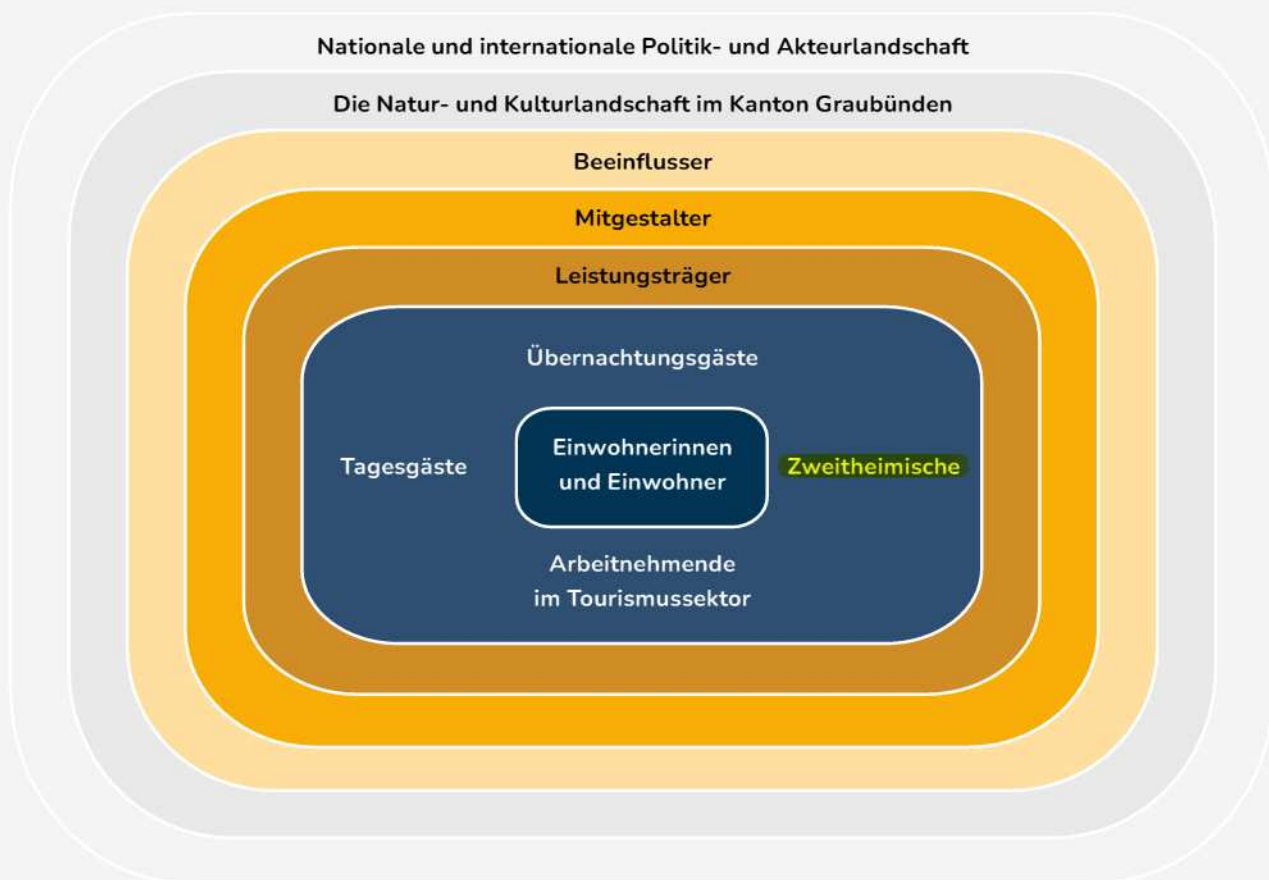 Nationale und internationale Politik- und Akteurlandschaft
Die Natur- und Kulturlandschaft im Kanton Graubünden
Beeinflusser
Mitgestalter
Leistungsträger
Übernachtungsgäste
Tagesgäste
Einwohnerinnen
und Einwohner
Zweitheimische
Arbeitnehmende
im Tourismussektor